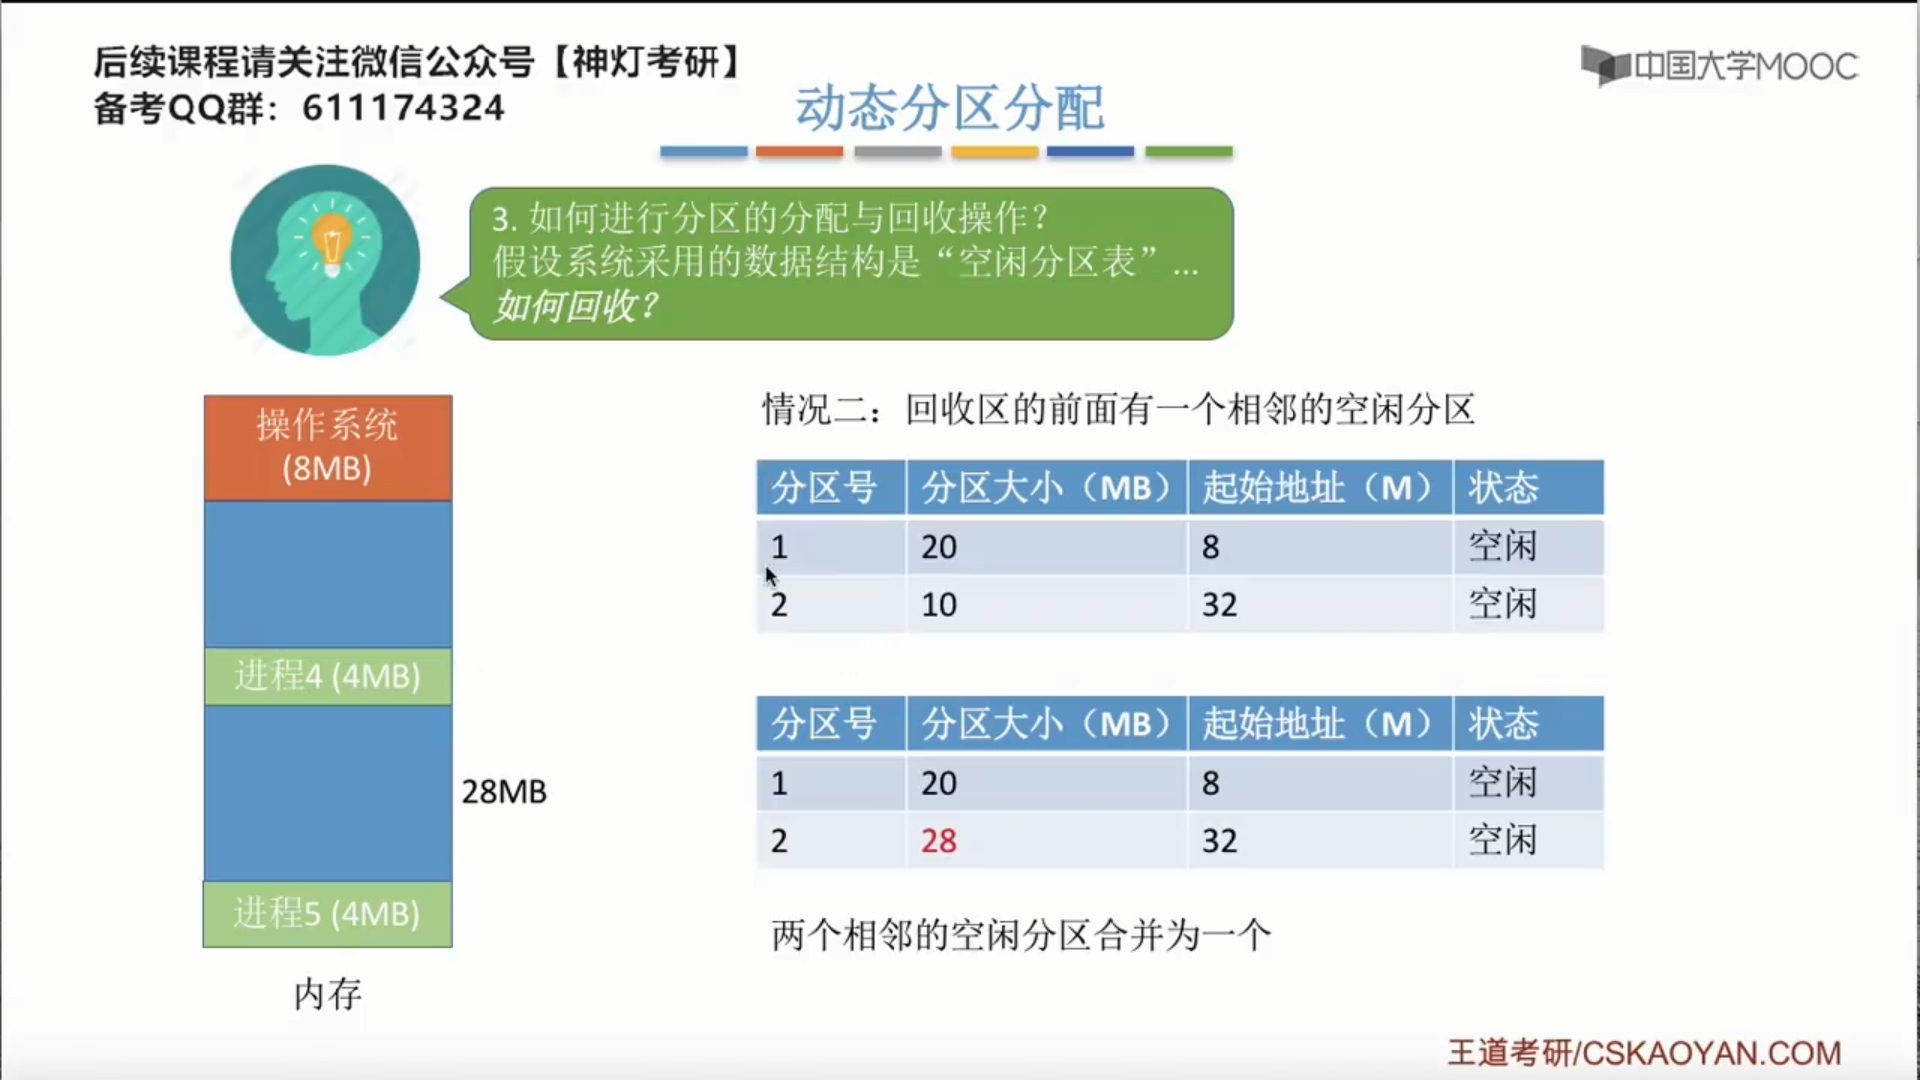 后续课程请关注微信公众号【神灯考研】
备考QQ群：611174324
中国大学MOOC
动态分区分配
3. 如何进行分区的分配与回收操作？
假设系统采用的数据结构是“空闲分区表”...
如何回收？
操作系统
(8MB)
进程4 (4MB)
28MB
进程5 (4MB)
内存
情况二：回收区的前面有一个相邻的空闲分区
分区号 分区大小（MB） 起始地址（M） 状态
1 20 8 空闲
2 10 32 空闲
分区号 分区大小（MB） 起始地址（M） 状态
1 20 8 空闲
2 28 32 空闲
两个相邻的空闲分区合并为一个
王道考研/CSKAOYAN.COM